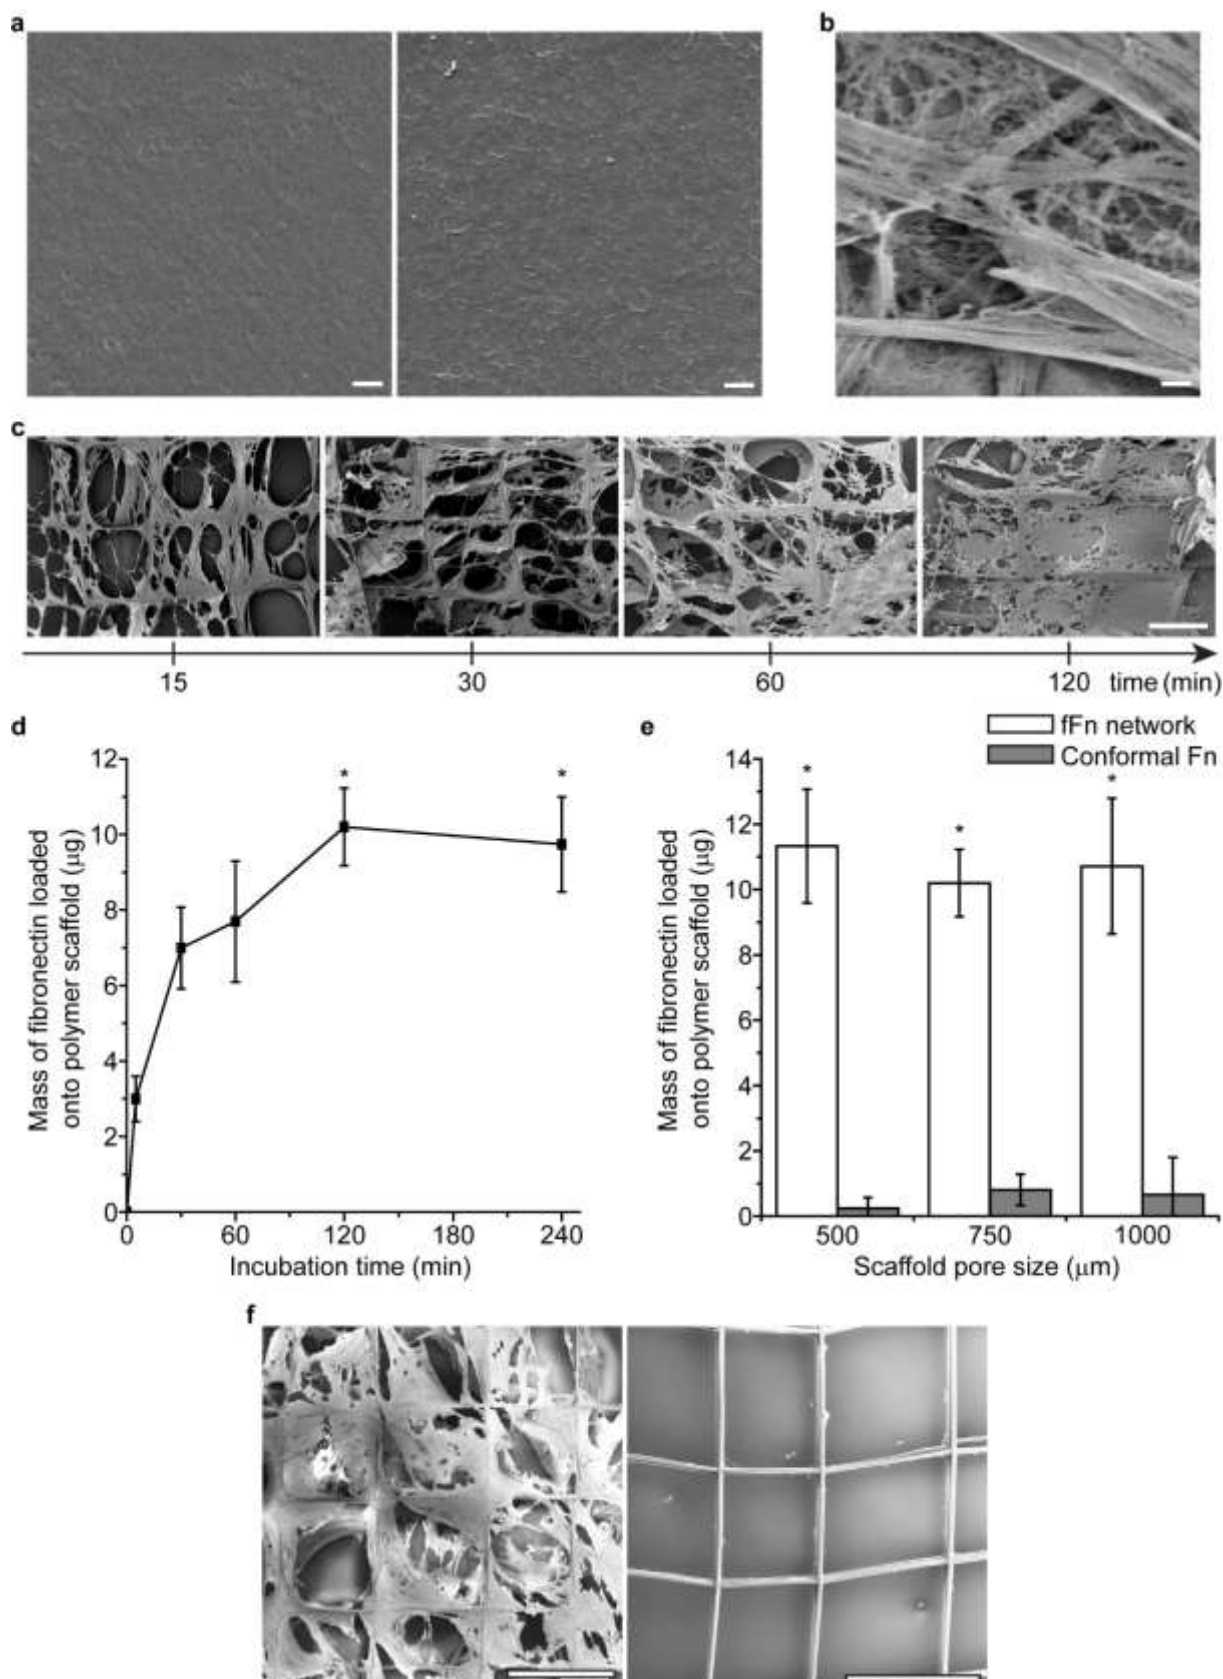 a
b
c
15 30 60 120 time (min)
d
12
10
8
6
4
2
0
0 60 120 180 240
Incubation time (min)
Mass of fibronectin loaded
onto polymer scaffold (μg)
* *
e
fFn network
Conformal Fn
14
12
10
8
6
4
2
0
500 750 1000
Scaffold pore size (μm)
Mass of fibronectin loaded
onto polymer scaffold (μg)
* * *
f